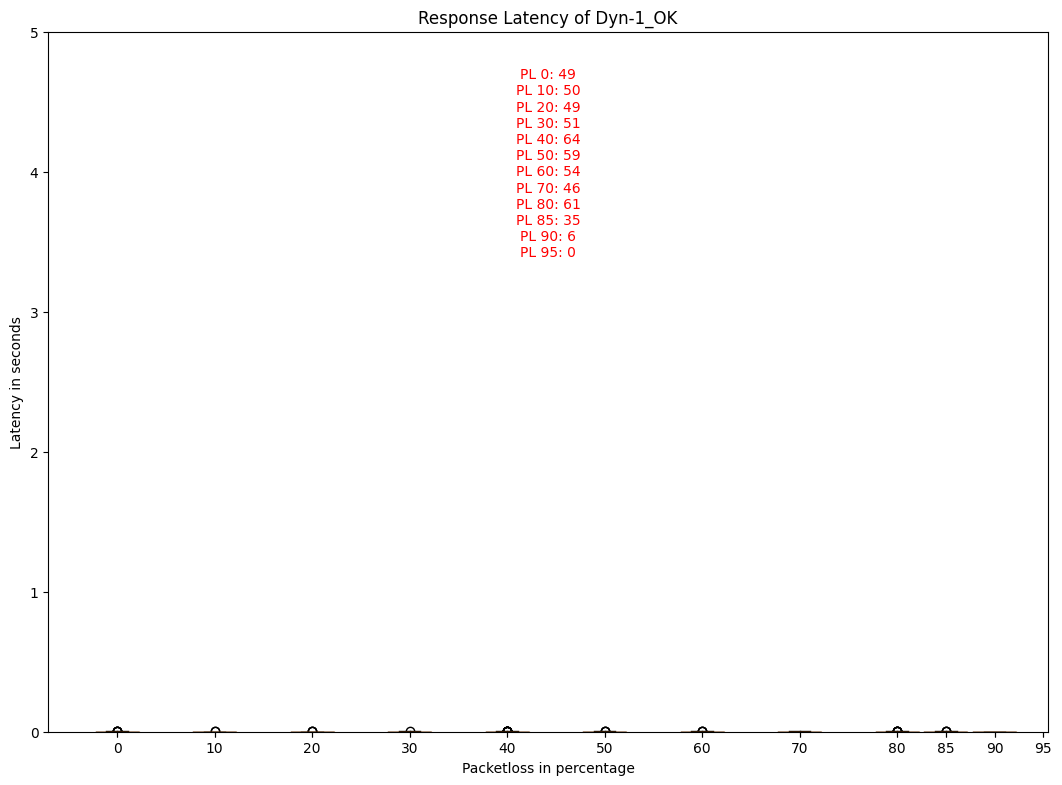 Response Latency of Dyn-1_OK
5
PL 0: 49
PL 10: 50
PL 20: 49
PL 30: 51
PL 40: 64
PL 50: 59
PL 60: 54
PL 70: 46
PL 80: 61
PL 85: 35
PL 90: 6
PL 95: 0
4
3
2
1
0
Latency in seconds
0 10 20 30 40 50 60 70 80 85 90 95
Packetloss in percentage